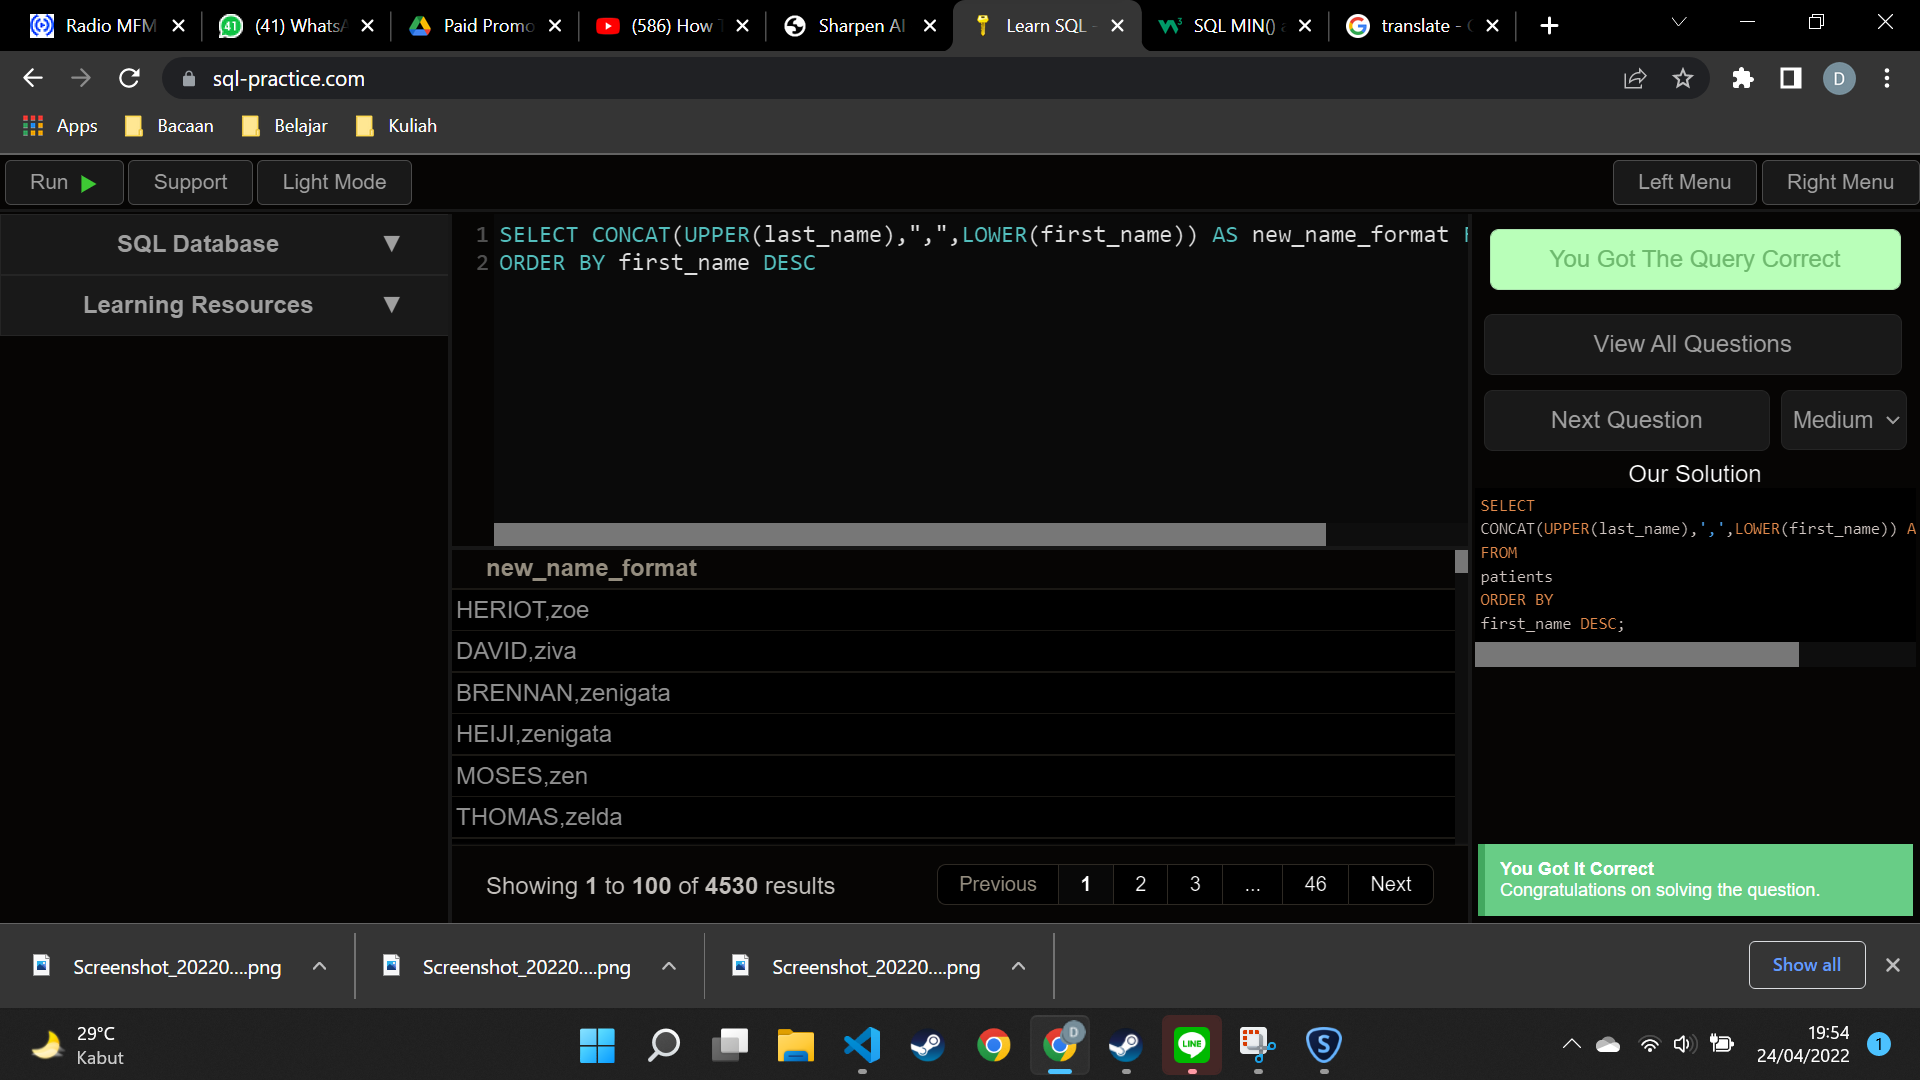 Radio MFM
(41) WhatsA
Paid Promo
(586) How T
Sharpen AI
Learn SQL -
SQL MIN() a
translate -
sql-practice.com
D
Apps
Bacaan
Belajar
Kuliah
Run
Support
Light Mode
Left Menu
Right Menu
SQL Database ▼
Learning Resources ▼
1 SELECT CONCAT(UPPER(last_name),",",LOWER(first_name)) AS new_name_format F
2 ORDER BY first_name DESC
You Got The Query Correct
View All Questions
Next Question
Medium
Our Solution
SELECT
CONCAT(UPPER(last_name),',',LOWER(first_name)) A
FROM
patients
ORDER BY
first_name DESC;
new_name_format
HERIOT,zoe
DAVID,ziva
BRENNAN,zenigata
HEIJI,zenigata
MOSES,zen
THOMAS,zelda
Showing 1 to 100 of 4530 results
Previous 1 2 3 ... 46 Next
You Got It Correct
Congratulations on solving the question.
Screenshot_20220....png
Screenshot_20220....png
Screenshot_20220....png
Show all
29°C
Kabut
D
LINE
S
19:54
24/04/2022
1